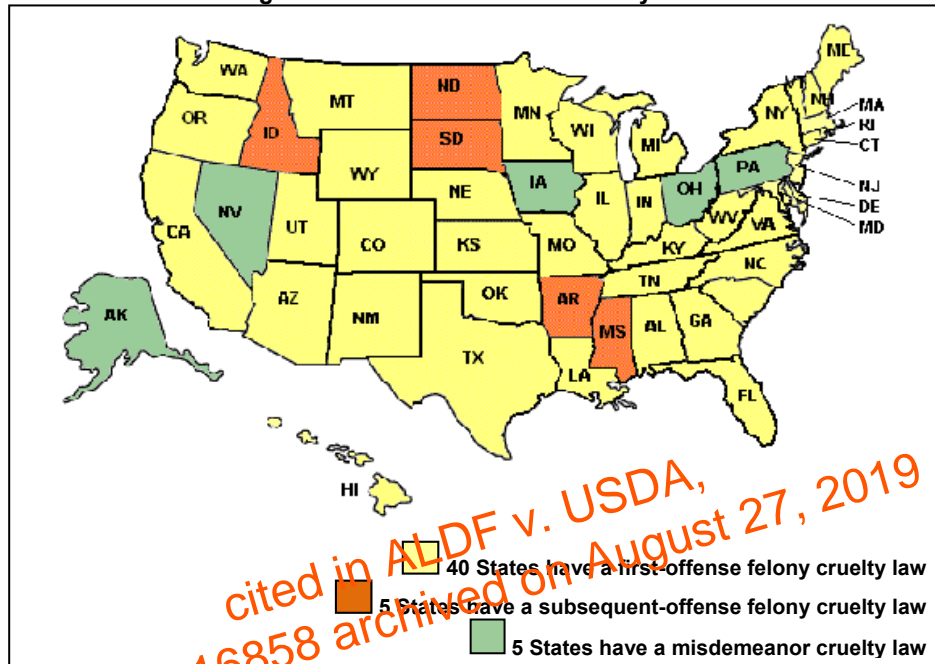 WA
MT
ND
MN
ME
OR
ID
SD
WI
MI
NY
NH
MA
RI
CT
WY
NE
IA
PA
NJ
DE
MD
NV
UT
CO
KS
MO
IL
IN
OH
WV
VA
CA
KY
NC
AZ
NM
OK
AR
TN
AK
TX
LA
MS
AL
GA
FL
HI
40 States have a first-offense felony cruelty law
5 States have a subsequent-offense felony cruelty law
5 States have a misdemeanor cruelty law
cited in ALDF v. USDA,
16858 archived on August 27, 2019